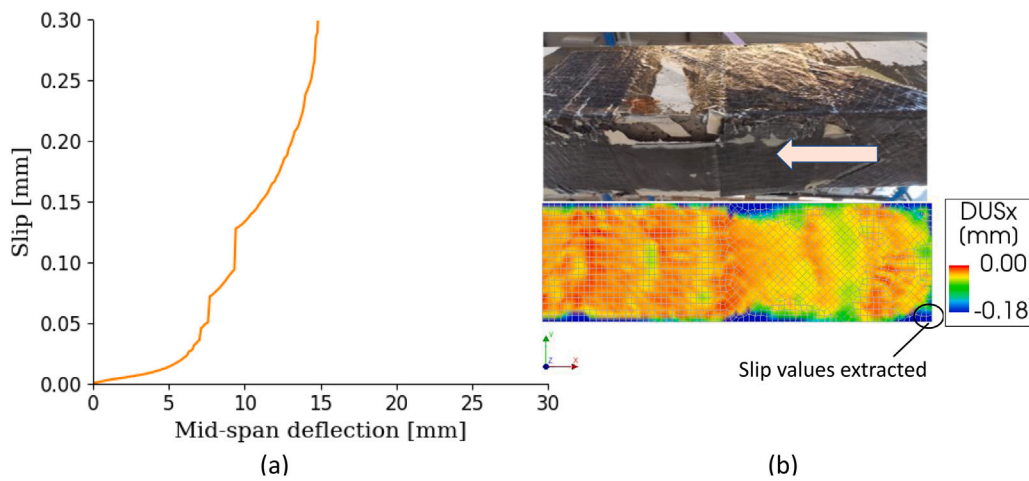 0.30
0.25
0.20
0.15
0.10
0.05
0.00
Slip [mm]
0
5
10
15
20
25
30
Mid-span deflection [mm]
(a)
DUSx
(mm)
0.00
-0.18
Y
Z
X
Slip values extracted
(b)